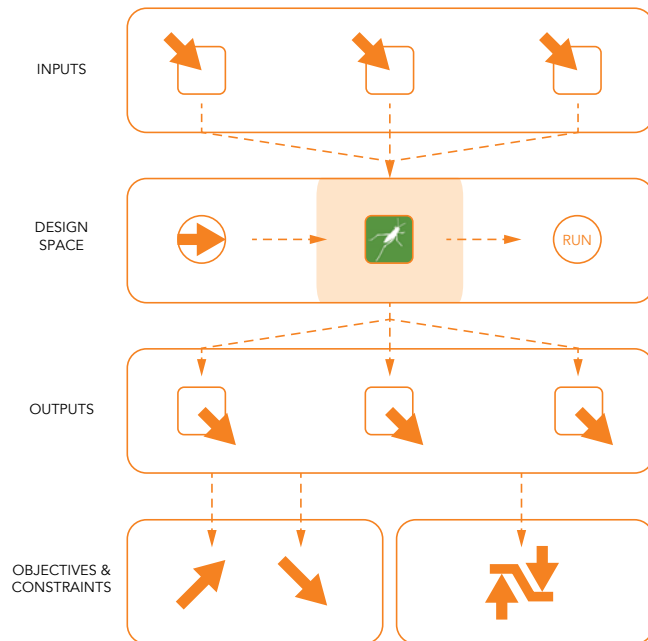 INPUTS
DESIGN
SPACE
RUN
OUTPUTS
OBJECTIVES &
CONSTRAINTS